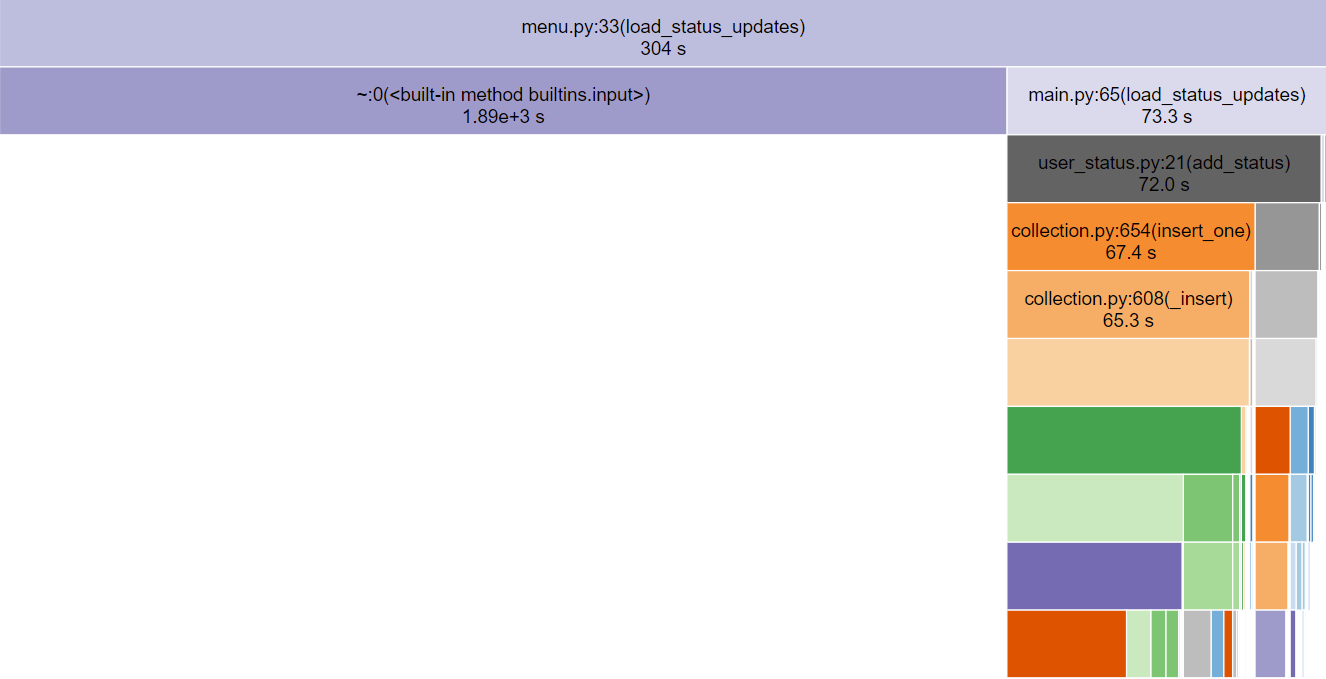 menu.py:33(load_status_updates)
304 s
~:0(<built-in method builtins.input>)
1.89e+3 s
main.py:65(load_status_updates)
73.3 s
user_status.py:21(add_status)
72.0 s
collection.py:654(insert_one)
67.4 s
collection.py:608(_insert)
65.3 s